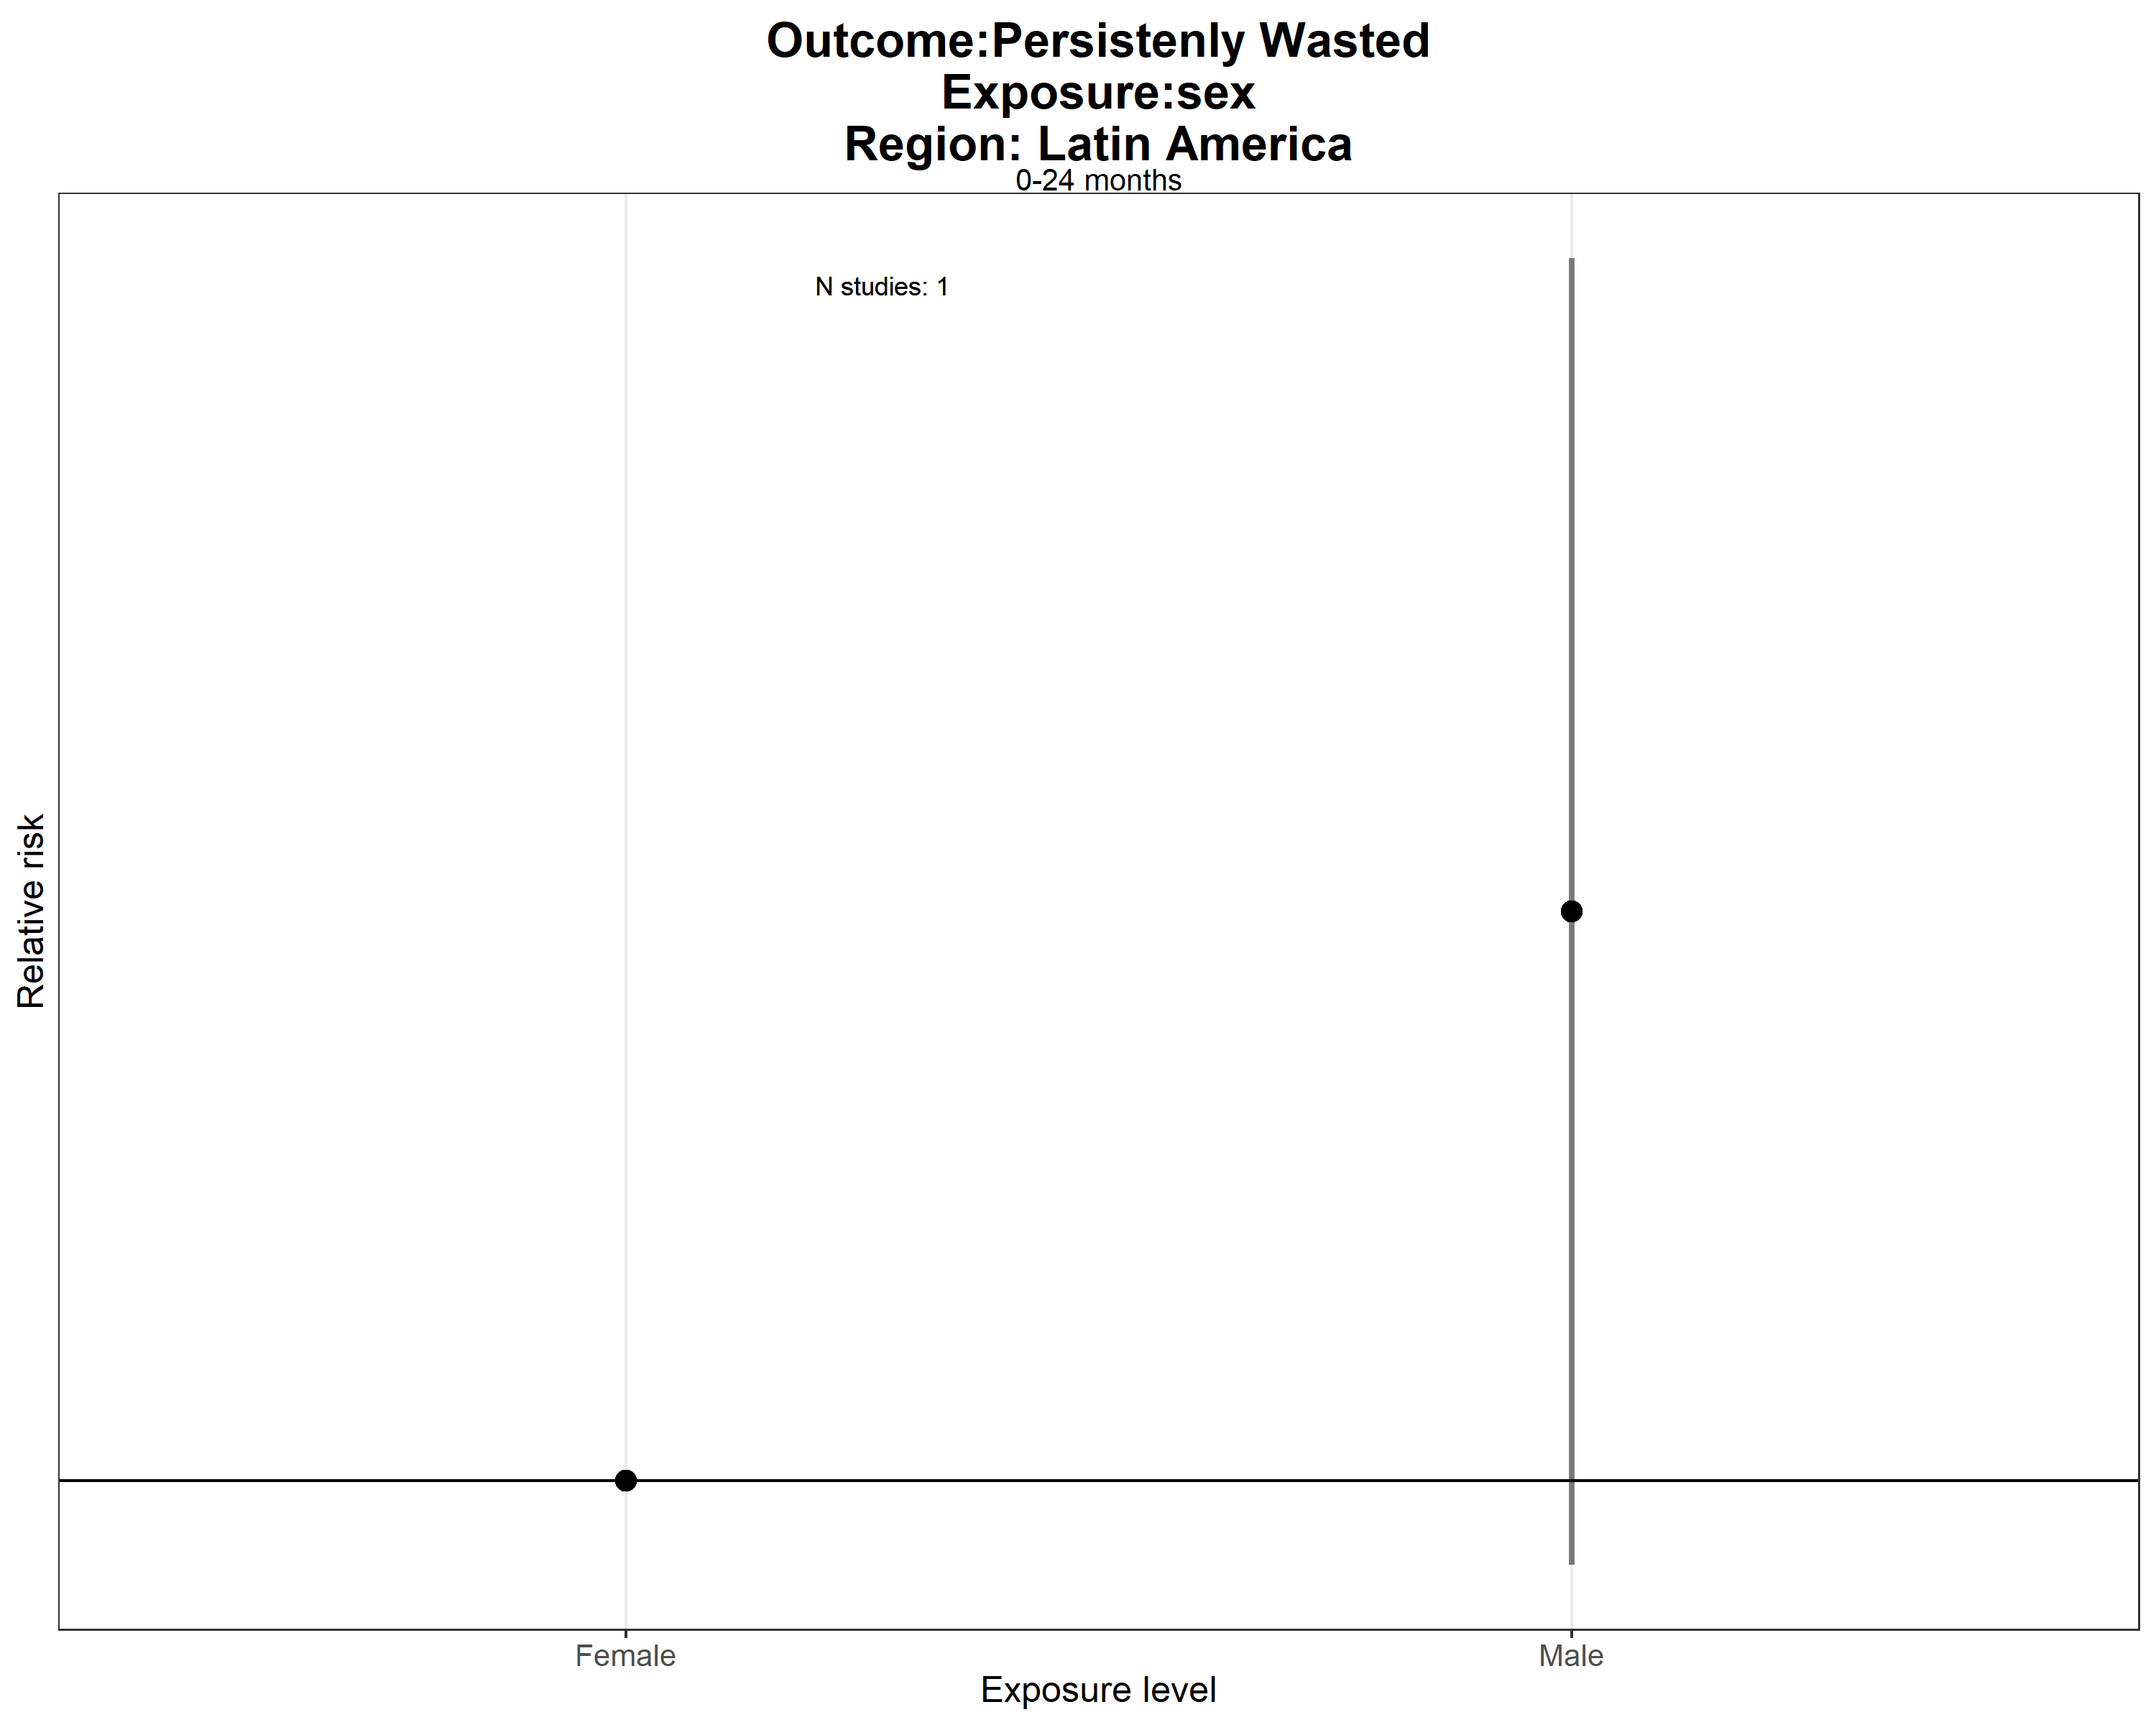 Outcome:Persistenly Wasted
Exposure:sex
Region: Latin America
0-24 months
N studies: 1
Relative risk
Female
Male
Exposure level